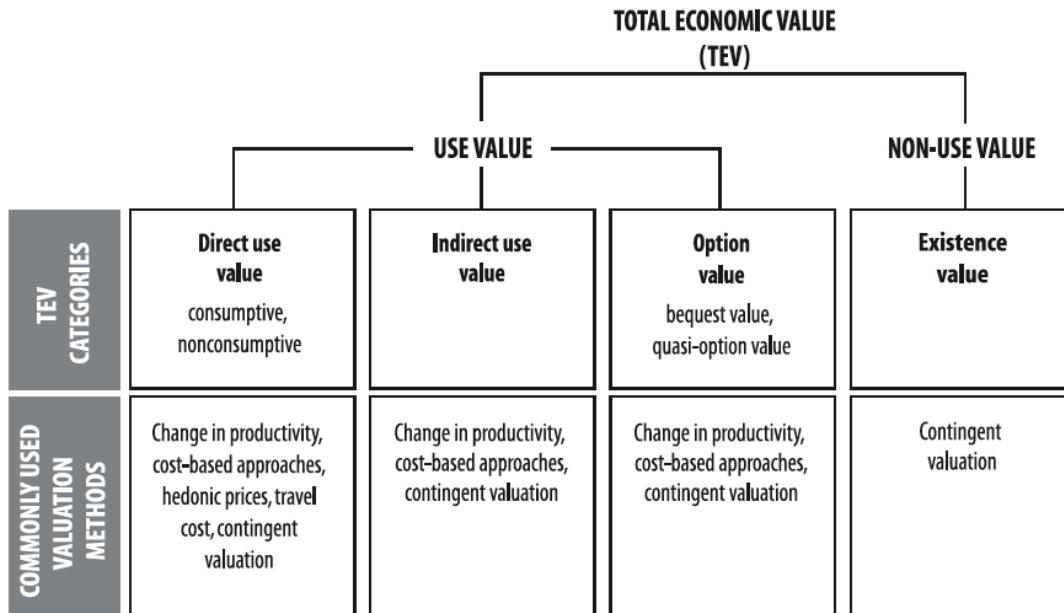 TOTAL ECONOMIC VALUE
(TEV)
USE VALUE
NON-USE VALUE
TEV
CATEGORIES
Direct use
value
consumptive,
nonconsumptive
Indirect use
value
Option
value
bequest value,
quasi-option value
Existence
value
COMMONLY USED
VALUATION
METHODS
Change in productivity,
cost-based approaches,
hedonic prices, travel
cost, contingent
valuation
Change in productivity,
cost-based approaches,
contingent valuation
Change in productivity,
cost-based approaches,
contingent valuation
Contingent
valuation